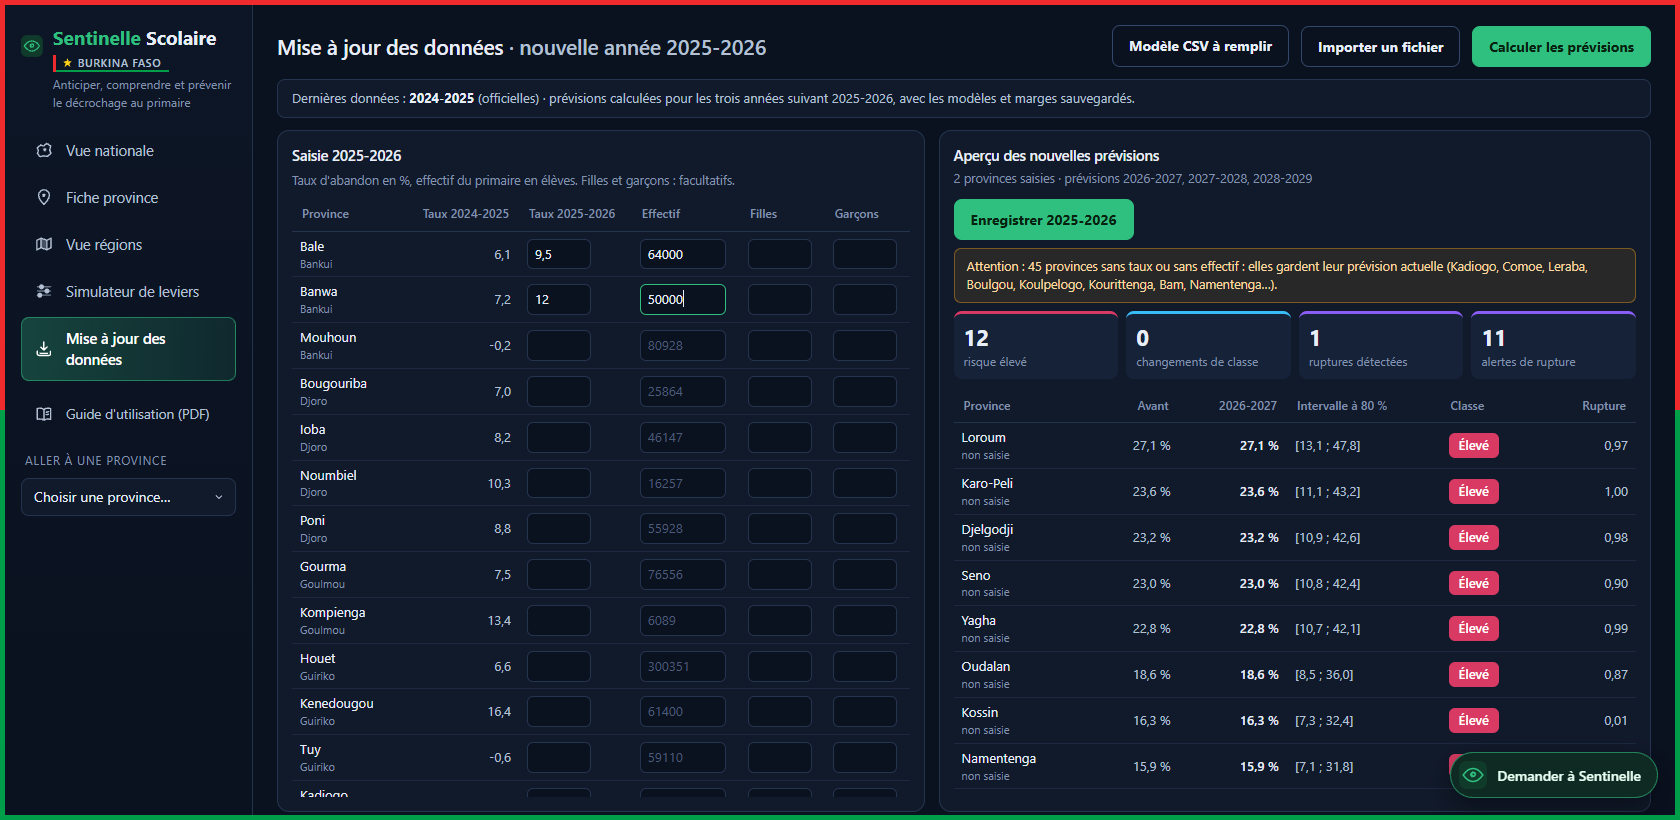 Sentinelle Scolaire
★ BURKINA FASO
Anticiper, comprendre et prévenir
le décrochage au primaire
Vue nationale
Fiche province
Vue régions
Simulateur de leviers
Mise à jour des
données
Guide d'utilisation (PDF)
ALLER À UNE PROVINCE
Choisir une province...
Mise à jour des données · nouvelle année 2025-2026
Modèle CSV à remplir
Importer un fichier
Calculer les prévisions
Dernières données : 2024-2025 (officielles) · prévisions calculées pour les trois années suivant 2025-2026, avec les modèles et marges sauvegardés.
Saisie 2025-2026
Taux d'abandon en %, effectif du primaire en élèves. Filles et garçons : facultatifs.
Province Taux 2024-2025 Taux 2025-2026 Effectif Filles Garçons
Bale 6,1 9,5 64000
Bankui
Banwa 7,2 12 50000
Bankui
Mouhoun -0,2 80928
Bankui
Bougouriba 7,0 25864
Djoro
Ioba 8,2 46147
Djoro
Noumbiel 10,3 16257
Djoro
Poni 8,8 55928
Djoro
Gourma 7,5 76556
Goulmou
Kompienga 13,4 6089
Goulmou
Houet 6,6 300351
Guiriko
Kenedougou 16,4 61400
Guiriko
Tuy -0,6 59110
Guiriko
Kadiogo
Aperçu des nouvelles prévisions
2 provinces saisies · prévisions 2026-2027, 2027-2028, 2028-2029
Enregistrer 2025-2026
Attention : 45 provinces sans taux ou sans effectif : elles gardent leur prévision actuelle (Kadiogo, Comoe, Leraba,
Boulgou, Koulpelogo, Kourittenga, Bam, Namentenga...).
12 0 1 11
risque élevé changements de classe ruptures détectées alertes de rupture
Province Avant 2026-2027 Intervalle à 80 % Classe Rupture
Loroum 27,1 % 27,1 % [13,1 ; 47,8] Élevé 0,97
non saisie
Karo-Peli 23,6 % 23,6 % [11,1 ; 43,2] Élevé 1,00
non saisie
Djelgodji 23,2 % 23,2 % [10,9 ; 42,6] Élevé 0,98
non saisie
Seno 23,0 % 23,0 % [10,8 ; 42,4] Élevé 0,90
non saisie
Yagha 22,8 % 22,8 % [10,7 ; 42,1] Élevé 0,99
non saisie
Oudalan 18,6 % 18,6 % [8,5 ; 36,0] Élevé 0,87
non saisie
Kossin 16,3 % 16,3 % [7,3 ; 32,4] Élevé 0,01
non saisie
Namentenga 15,9 % 15,9 % [7,1 ; 31,8]
non saisie
Demander à Sentinelle